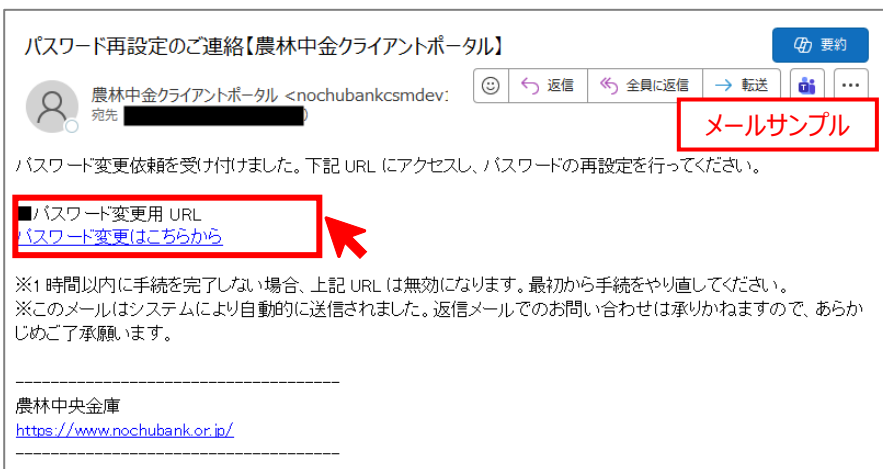 パスワード再設定のご連絡【農林中金クライアントポータル】
要約
農林中金クライアントポータル <nochubankcsmdev:
返信
全員に返信
転送
宛先
メールサンプル
パスワード変更依頼を受け付けました。下記 URL にアクセスし、パスワードの再設定を行ってください。
■パスワード変更用 URL
パスワード変更はこちらから
※1 時間以内に手続を完了しない場合、上記 URL は無効になります。最初から手続をやり直してください。
※このメールはシステムにより自動的に送信されました。返信メールでのお問い合わせは承りかねますので、あらか
じめご了承願います。
-------------------------------------
農林中央金庫
https://www.nochubank.or.jp/
-------------------------------------